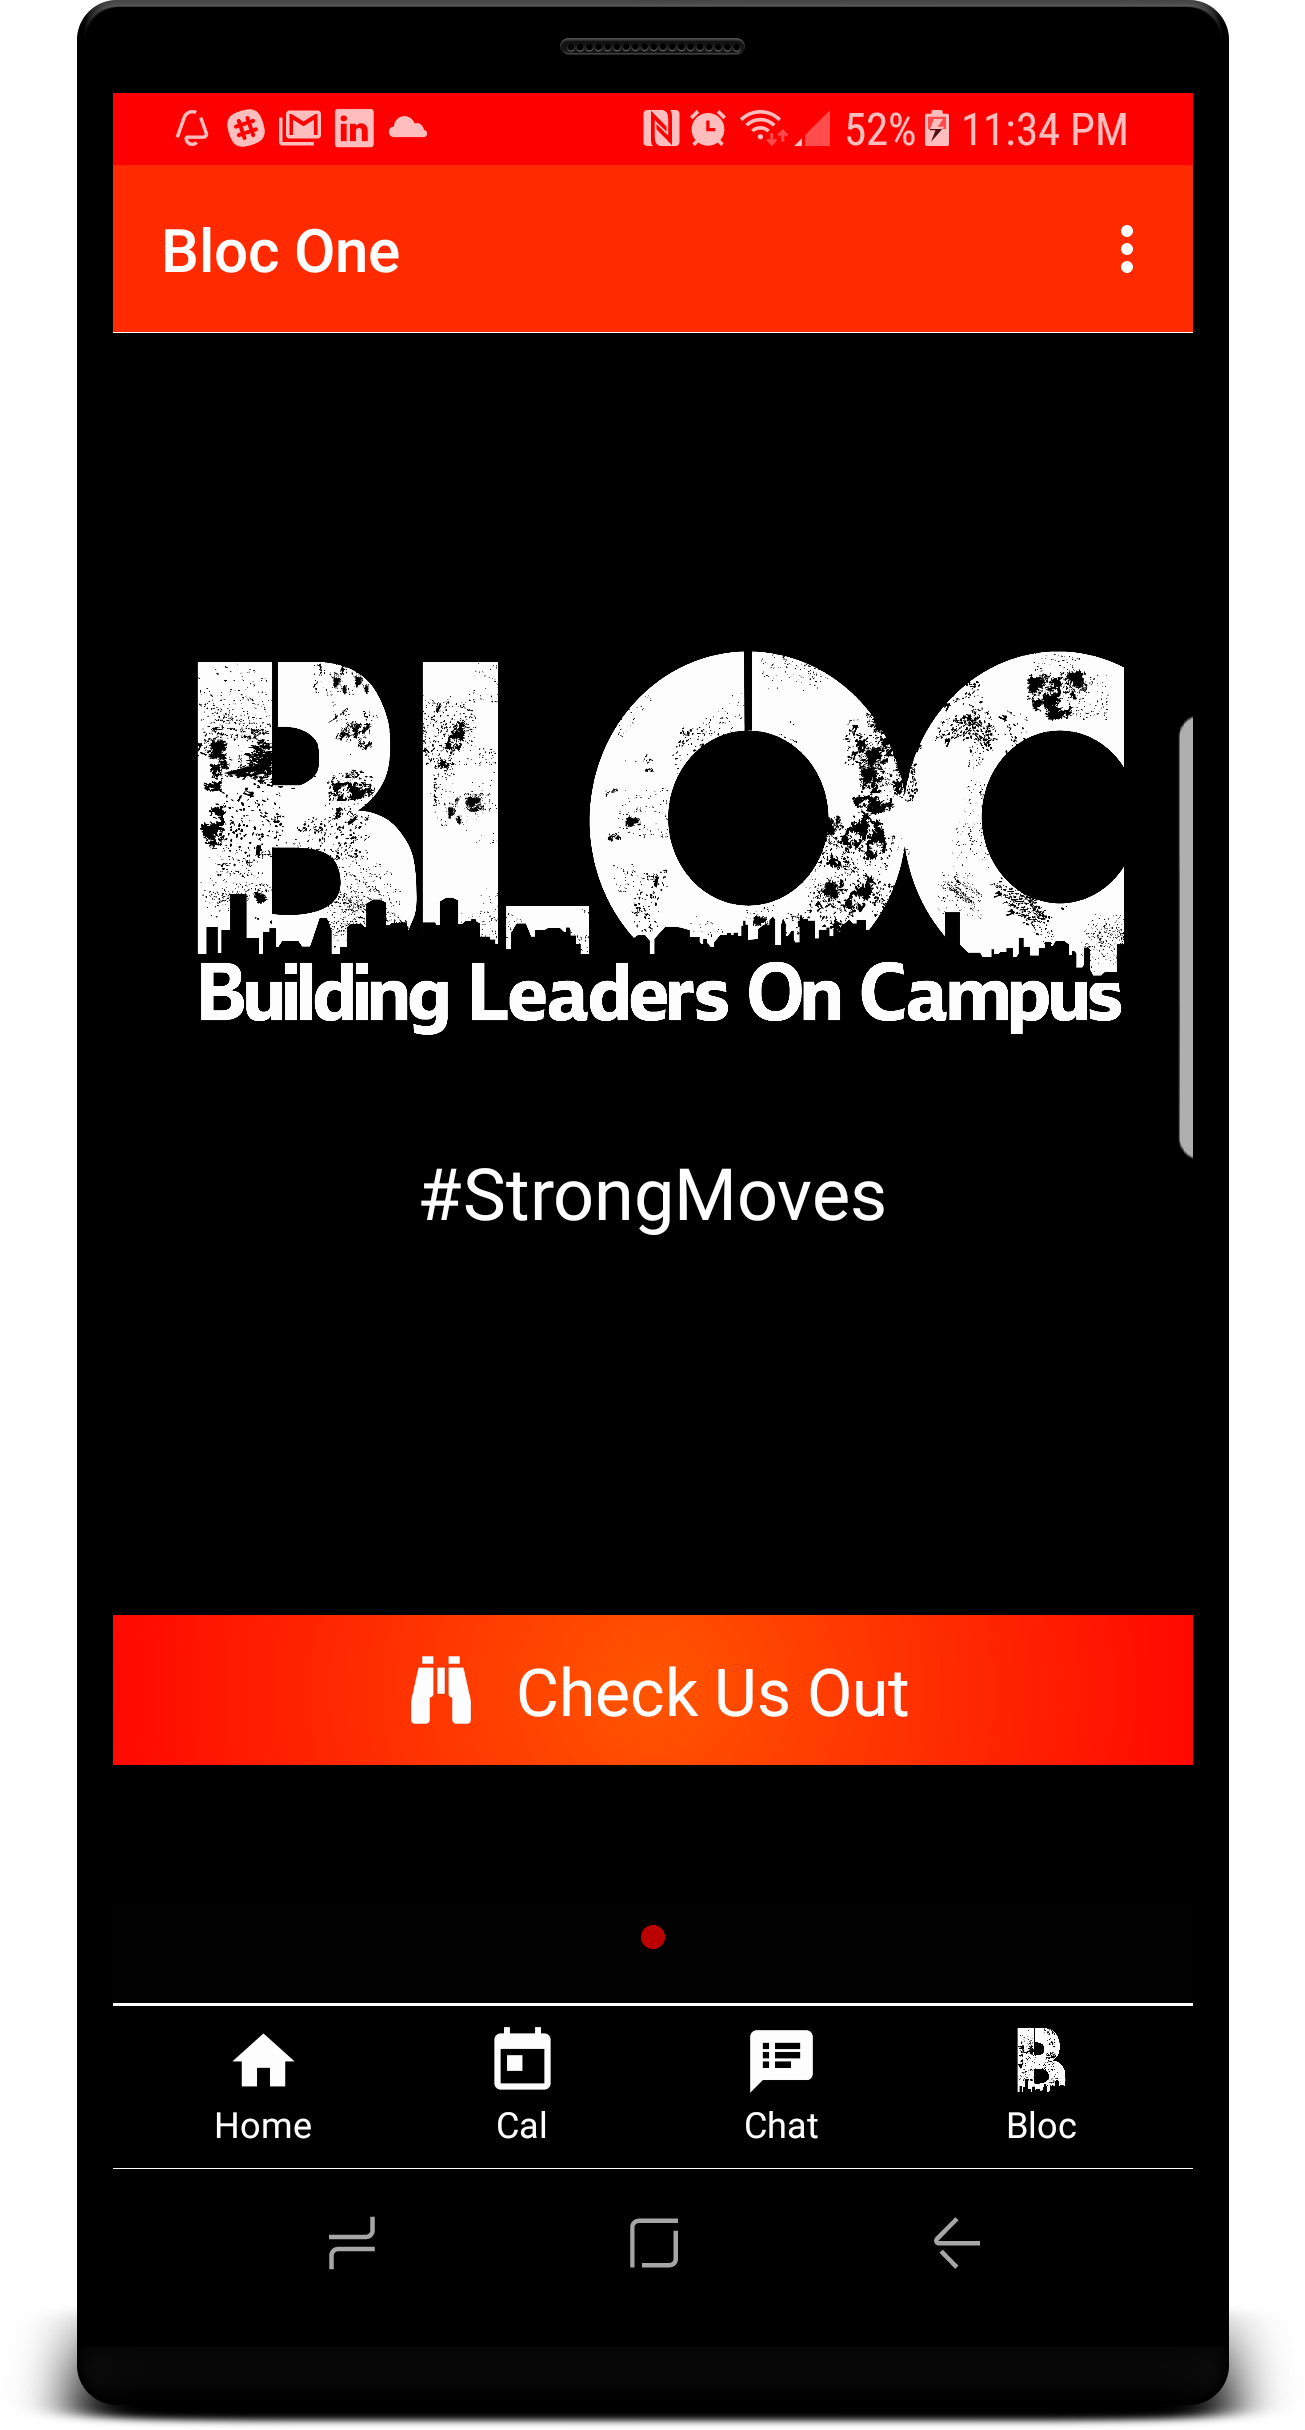 52% 11:34 PM
Bloc One
BLOC
Building Leaders On Campus
#StrongMoves
Check Us Out
Home Cal Chat Bloc